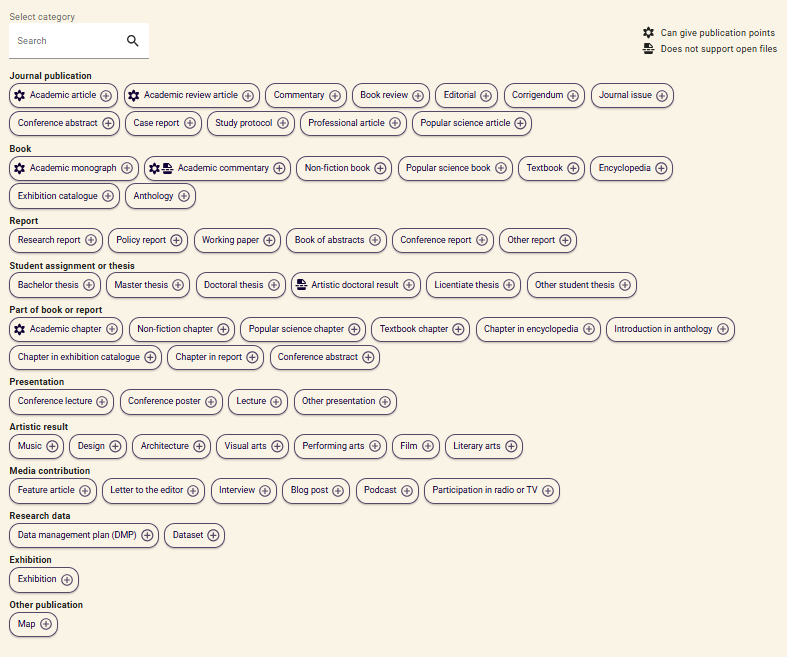 Select category
Search
Can give publication points
Does not support open files
Journal publication
Academic article Academic review article Commentary Book review Editorial Corrigendum Journal issue
Conference abstract Case report Study protocol Professional article Popular science article
Book
Academic monograph Academic commentary Non-fiction book Popular science book Textbook Encyclopedia
Exhibition catalogue Anthology
Report
Research report Policy report Working paper Book of abstracts Conference report Other report
Student assignment or thesis
Bachelor thesis Master thesis Doctoral thesis Artistic doctoral result Licentiate thesis Other student thesis
Part of book or report
Academic chapter Non-fiction chapter Popular science chapter Textbook chapter Chapter in encyclopedia Introduction in anthology
Chapter in exhibition catalogue Chapter in report Conference abstract
Presentation
Conference lecture Conference poster Lecture Other presentation
Artistic result
Music Design Architecture Visual arts Performing arts Film Literary arts
Media contribution
Feature article Letter to the editor Interview Blog post Podcast Participation in radio or TV
Research data
Data management plan (DMP) Dataset
Exhibition
Exhibition
Other publication
Map